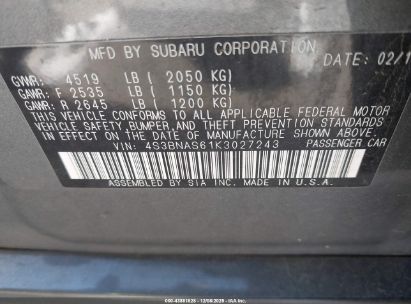 MFD BY SUBARU CORPORATION
DATE: 02/1
GVWR: 4519 LB ( 2050 KG)
GAWR: F 2535 LB ( 1150 KG)
GAWR: R 2645 LB ( 1200 KG)
THIS VEHICLE CONFORMS TO ALL APPLICABLE FEDERAL MOTOR
VEHICLE SAFETY, BUMPER, AND THEFT PREVENTION STANDARDS
IN EFFECT ON THE DATE OF MANUFACTURE SHOWN ABOVE.
VIN: 4S3BNAS61K3027243 PASSENGER CAR
ASSEMBLED BY SIA INC. MADE IN U.S.A.